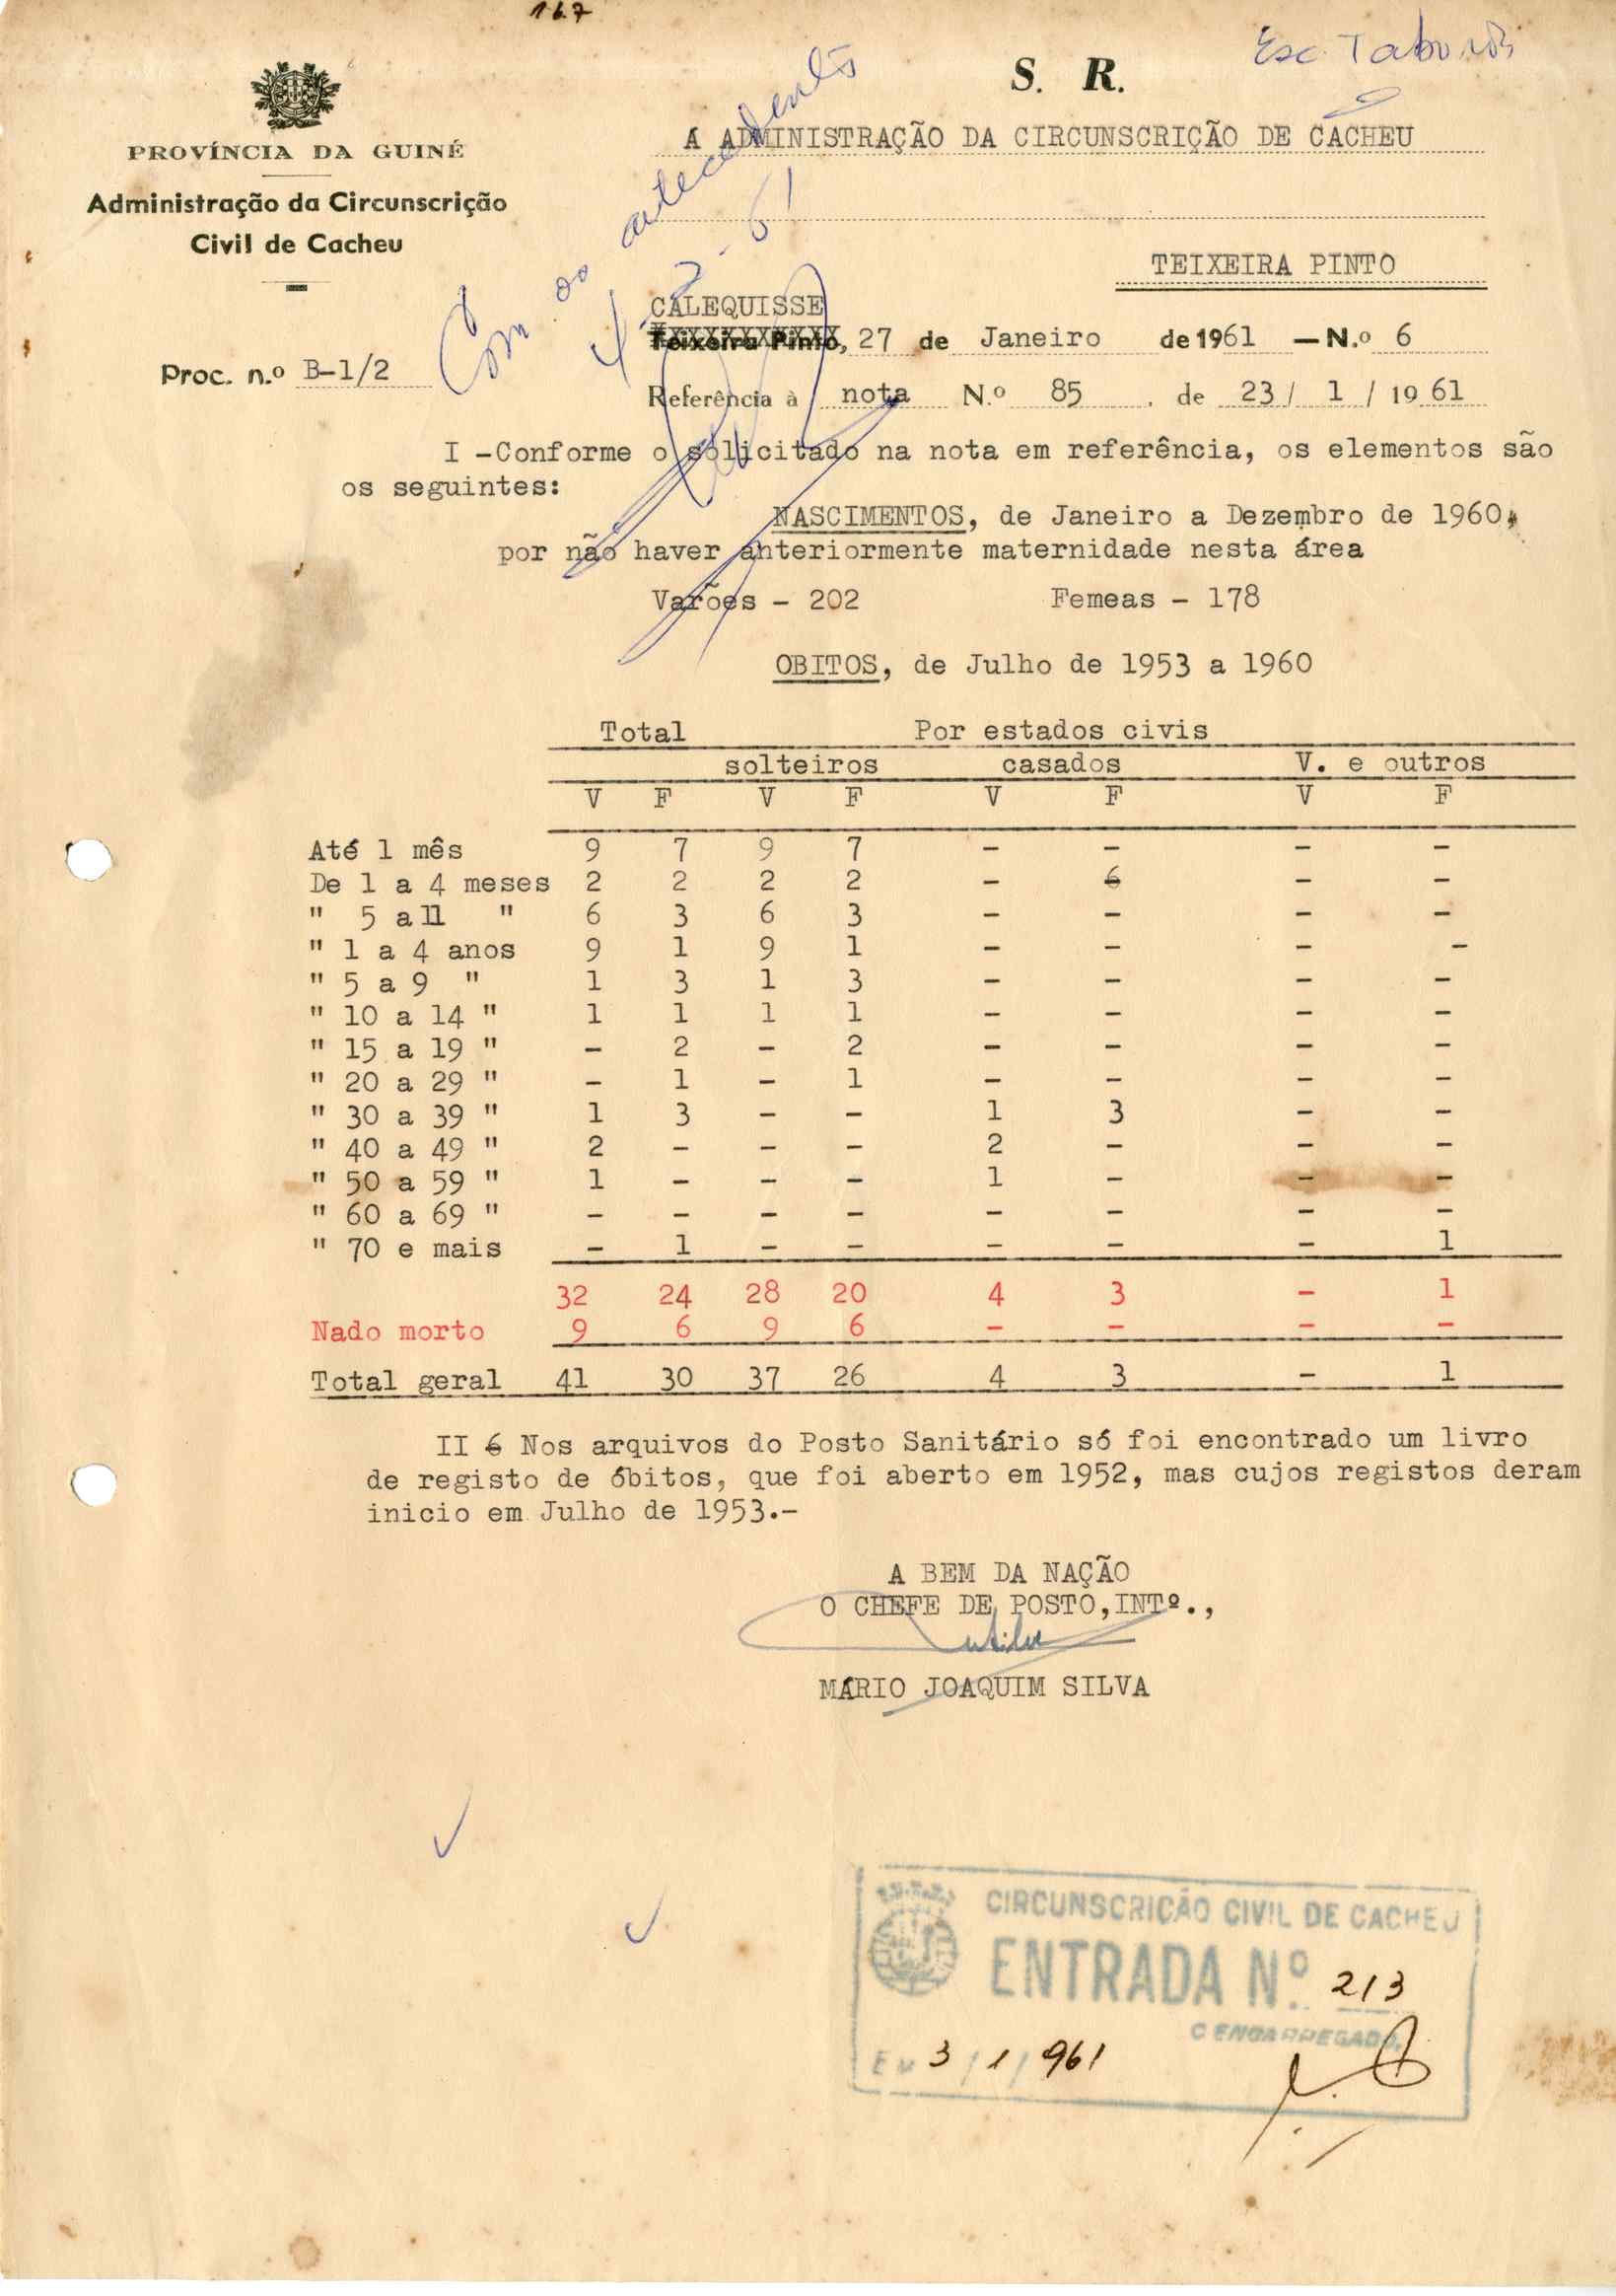 167
Esc. Tabu
S. R.
PROVÍNCIA DA GUINÉ
Administração da Circunscrição
Civil de Cacheu
Á ADMINISTRAÇÃO DA CIRCUNSCRIÇÃO DE CACHEU
TEIXEIRA PINTO
Com os antecedentes
4-2-61
CALEQUISSE
Teixeira Pinto, 27 de Janeiro de 1961 — N.º 6
Proc. n.º B-1/2
Referência à nota N.º 85 . de 23 / 1 / 19 61
I -Conforme o solicitado na nota em referência, os elementos são
os seguintes:
NASCIMENTOS, de Janeiro a Dezembro de 1960,
por não haver anteriormente maternidade nesta área
Varões - 202 Femeas - 178
OBITOS, de Julho de 1953 a 1960
Total Por estados civis
solteiros casados V. e outros
V F V F V F V F
Até 1 mês 9 7 9 7 - - - -
De 1 a 4 meses 2 2 2 2 - 6 - -
" 5 a 11 " 6 3 6 3 - - - -
" 1 a 4 anos 9 1 9 1 - - - -
" 5 a 9 " 1 3 1 3 - - - -
" 10 a 14 " 1 1 1 1 - - - -
" 15 a 19 " - 2 - 2 - - - -
" 20 a 29 " - 1 - 1 - - - -
" 30 a 39 " 1 3 - - 1 3 - -
" 40 a 49 " 2 - - - 2 - - -
" 50 a 59 " 1 - - - 1 - - -
" 60 a 69 " - - - - - - - -
" 70 e mais - 1 - - - - - 1
32 24 28 20 4 3 - 1
Nado morto 9 6 9 6 - - - -
Total geral 41 30 37 26 4 3 - 1
II 6 Nos arquivos do Posto Sanitário só foi encontrado um livro
de registo de óbitos, que foi aberto em 1952, mas cujos registos deram
inicio em Julho de 1953.-
A BEM DA NAÇÃO
O CHEFE DE POSTO,INTº.,
MÁRIO JOAQUIM SILVA
CIRCUNSCRIÇÃO CIVIL DE CACHEU
ENTRADA Nº. 213
O ENCARREGADO,
Em 3 / 1 / 961